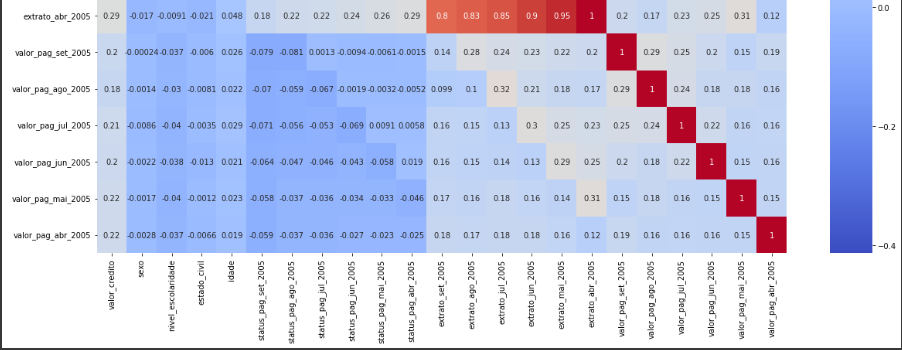 extrato_abr_2005 0.29 -0.017 -0.0091 -0.021 0.048 0.18 0.22 0.22 0.24 0.26 0.29 0.8 0.83 0.85 0.9 0.95 1 0.2 0.17 0.23 0.25 0.31 0.12
valor_pag_set_2005 0.2 -0.00024 -0.037 -0.006 0.026 -0.079 -0.081 0.0013 -0.0094 -0.0061 -0.0015 0.14 0.28 0.24 0.23 0.22 0.2 1 0.29 0.25 0.2 0.15 0.19
valor_pag_ago_2005 0.18 -0.0014 -0.03 -0.0081 0.022 -0.07 -0.059 -0.067 -0.0019 -0.0032 -0.0052 0.099 0.1 0.32 0.21 0.18 0.17 0.29 1 0.24 0.18 0.18 0.16
valor_pag_jul_2005 0.21 -0.0086 -0.04 -0.0035 0.029 -0.071 -0.056 -0.053 -0.069 0.0091 0.0058 0.16 0.15 0.13 0.3 0.25 0.23 0.25 0.24 1 0.22 0.16 0.16
valor_pag_jun_2005 0.2 -0.0022 -0.038 -0.013 0.021 -0.064 -0.047 -0.046 -0.043 -0.058 0.019 0.16 0.15 0.14 0.13 0.29 0.25 0.2 0.18 0.22 1 0.15 0.16
valor_pag_mai_2005 0.22 -0.0017 -0.04 -0.0012 0.023 -0.058 -0.037 -0.036 -0.034 -0.033 -0.046 0.17 0.16 0.18 0.16 0.14 0.31 0.15 0.18 0.16 0.15 1 0.15
valor_pag_abr_2005 0.22 -0.0028 -0.037 -0.0066 0.019 -0.059 -0.037 -0.036 -0.027 -0.023 -0.025 0.18 0.17 0.18 0.18 0.16 0.12 0.19 0.16 0.16 0.16 0.15 1
valor_credito
sexo
nivel_escolaridade
estado_civil
idade
status_pag_set_2005
status_pag_ago_2005
status_pag_jul_2005
status_pag_jun_2005
status_pag_mai_2005
status_pag_abr_2005
extrato_set_2005
extrato_ago_2005
extrato_jul_2005
extrato_jun_2005
extrato_mai_2005
extrato_abr_2005
valor_pag_set_2005
valor_pag_ago_2005
valor_pag_jul_2005
valor_pag_jun_2005
valor_pag_mai_2005
valor_pag_abr_2005
0.0
−0.2
−0.4